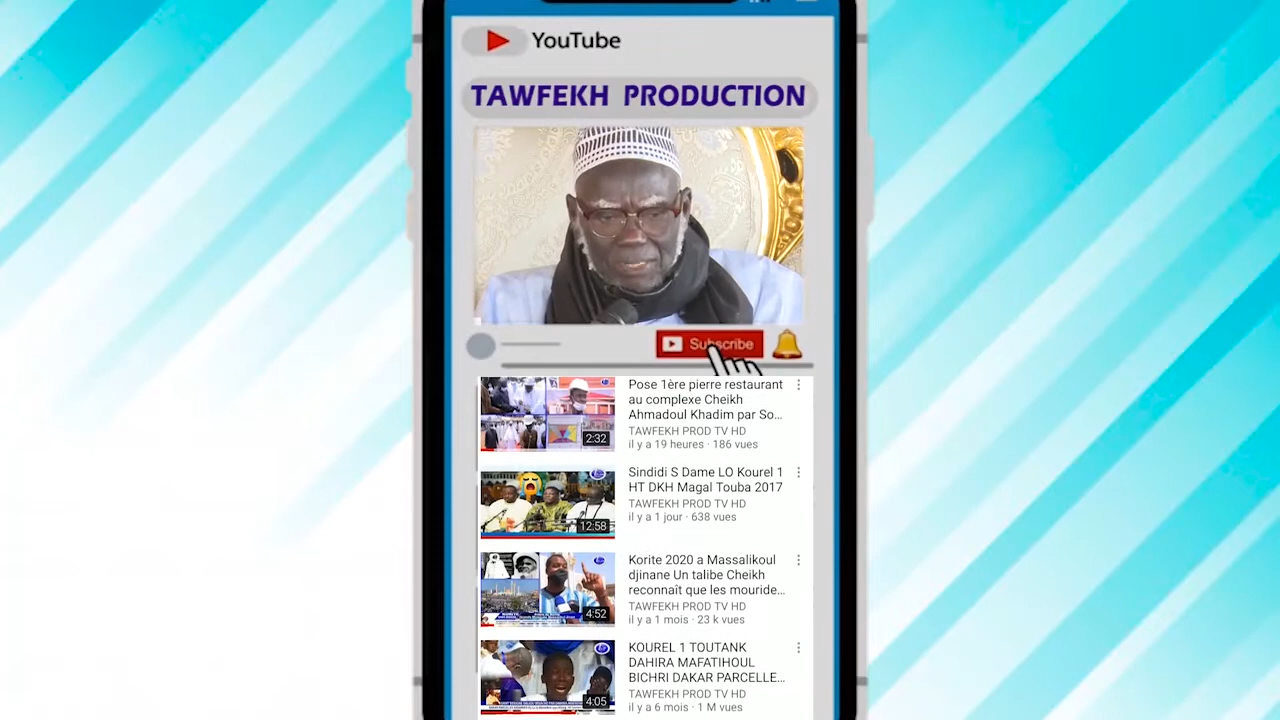 YouTube
TAWFEKH PRODUCTION
Subscribe
Pose 1ère pierre restaurant
au complexe Cheikh
Ahmadoul Khadim par So...
TAWFEKH PROD TV HD
il y a 19 heures · 186 vues
2:32
Sindidi S Dame LO Kourel 1
HT DKH Magal Touba 2017
TAWFEKH PROD TV HD
il y a 1 jour · 638 vues
12:58
Korite 2020 a Massalikoul
djinane Un talibe Cheikh
reconnaît que les mouride...
TAWFEKH PROD TV HD
il y a 1 mois · 23 k vues
4:52
KOUREL 1 TOUTANK
DAHIRA MAFATIHOUL
BICHRI DAKAR PARCELLE...
TAWFEKH PROD TV HD
il y a 6 mois · 1 M vues
4:05